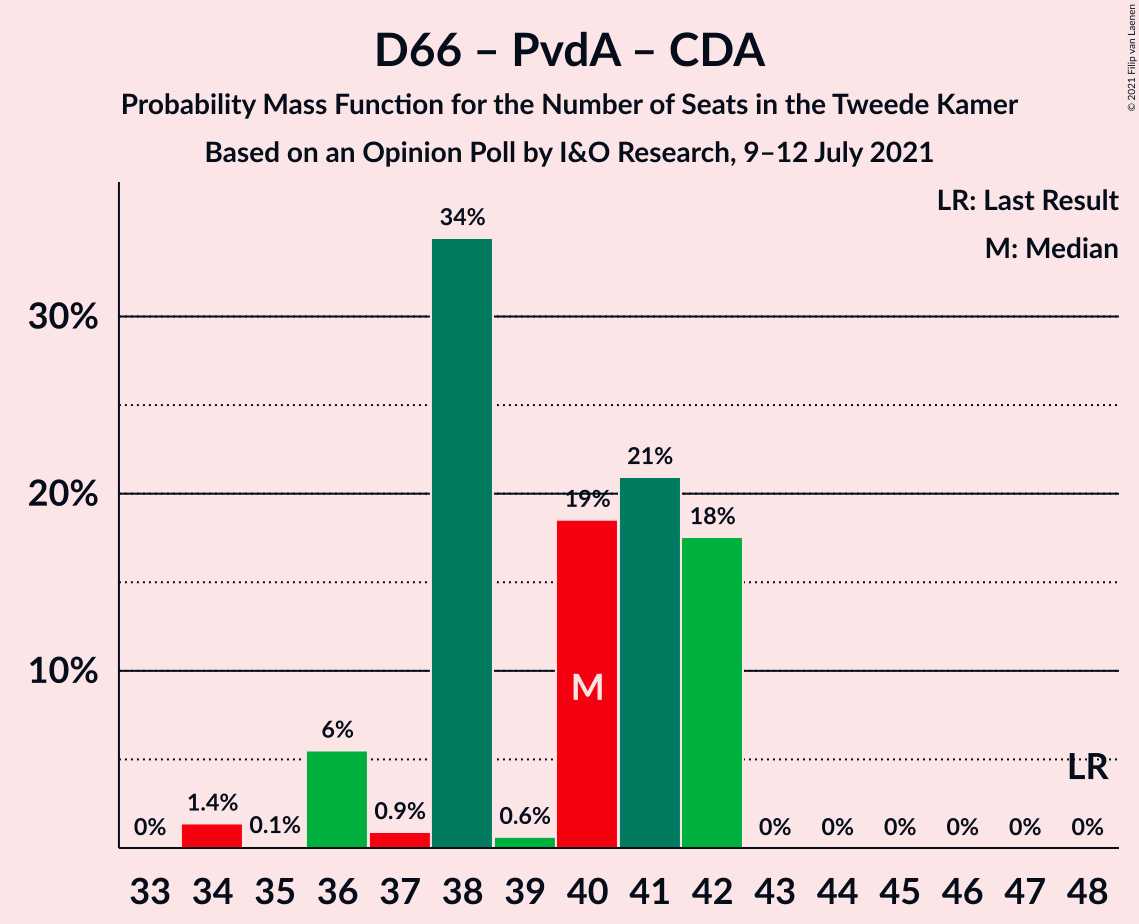 D66 – PvdA – CDA
Probability Mass Function for the Number of Seats in the Tweede Kamer
Based on an Opinion Poll by I&O Research, 9–12 July 2021
© 2021 Filip van Laenen
LR: Last Result
M: Median
30%
20%
10%
0%
1.4%
0.1%
6%
0.9%
34%
0.6%
19%
21%
18%
0%
0%
0%
0%
0%
0%
M
LR
33 34 35 36 37 38 39 40 41 42 43 44 45 46 47 48